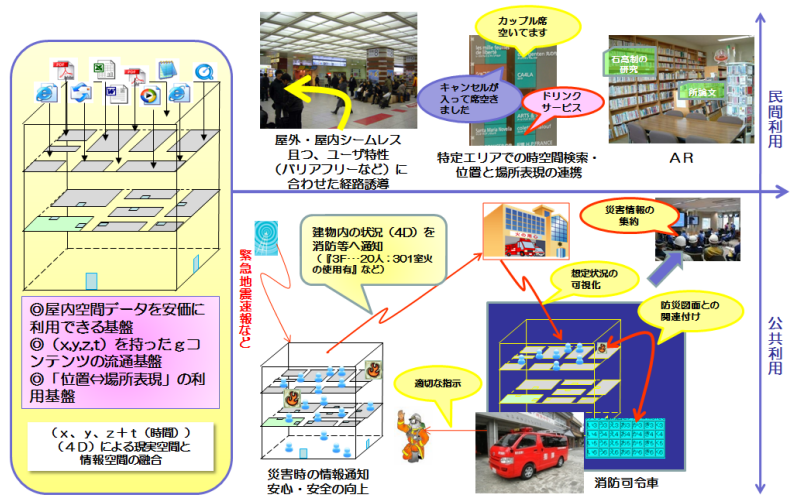 PDF
PDF
◎屋内空間データを安価に
利用できる基盤
◎（x,y,z,t）を持ったｇコ
ンテンツの流通基盤
◎「位置⇔場所表現」の利
用基盤
（ｘ、ｙ、ｚ＋ｔ（時間））
（４Ｄ）による現実空間と
情報空間の融合
屋外・屋内シームレス
且つ、ユーザ特性
（バリアフリーなど）に
合わせた経路誘導
カップル席
空いてます
キャンセルが
入って席空き
ました
ドリンク
サービス
CAMILA
特定エリアでの時空間検索・
位置と場所表現の連携
石高制の
研究
所論文
ＡＲ
民間利用
公共利用
緊急地震速報など
建物内の状況（4D）を
消防等へ通知
（『3F…20人；301室火
の使用有』など）
災害情報の
集約
想定状況の
可視化
防災図面との
関連付け
適切な指示
災害時の情報通知
安心・安全の向上
消防司令車